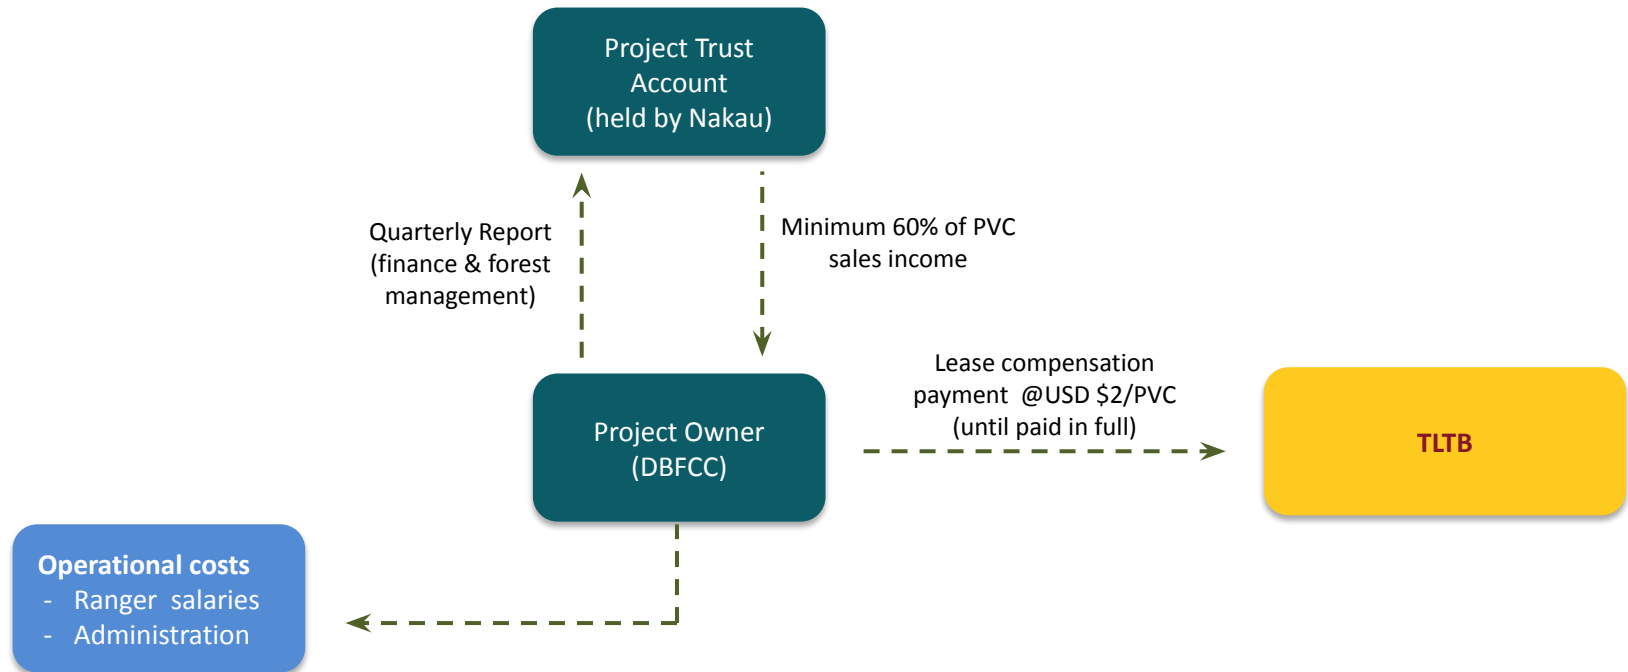 Project Trust
Account
(held by Nakau)
Quarterly Report
(finance & forest
management)
Minimum 60% of PVC
sales income
Lease compensation
payment @USD $2/PVC
(until paid in full)
Project Owner
(DBFCC)
TLTB
Operational costs
- Ranger salaries
- Administration